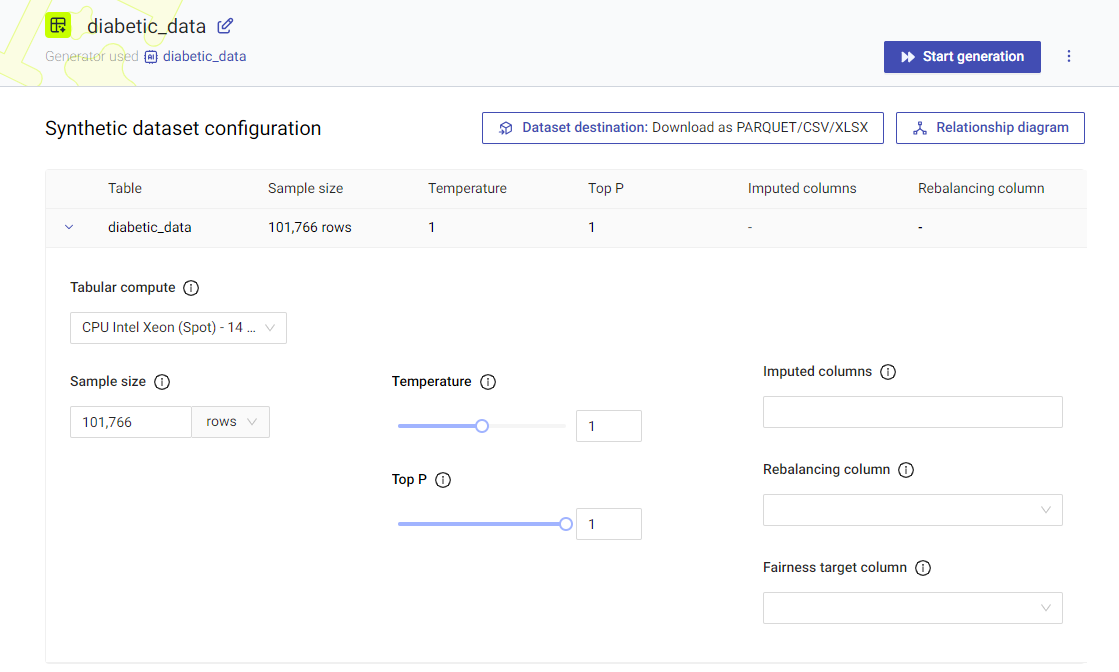 diabetic_data
Generator used AI diabetic_data
Start generation
Synthetic dataset configuration
Dataset destination: Download as PARQUET/CSV/XLSX
Relationship diagram
Table Sample size Temperature Top P Imputed columns Rebalancing column
diabetic_data 101,766 rows 1 1 - -
Tabular compute
CPU Intel Xeon (Spot) - 14 ...
Sample size
101,766 rows
Temperature
1
Top P
1
Imputed columns
Rebalancing column
Fairness target column